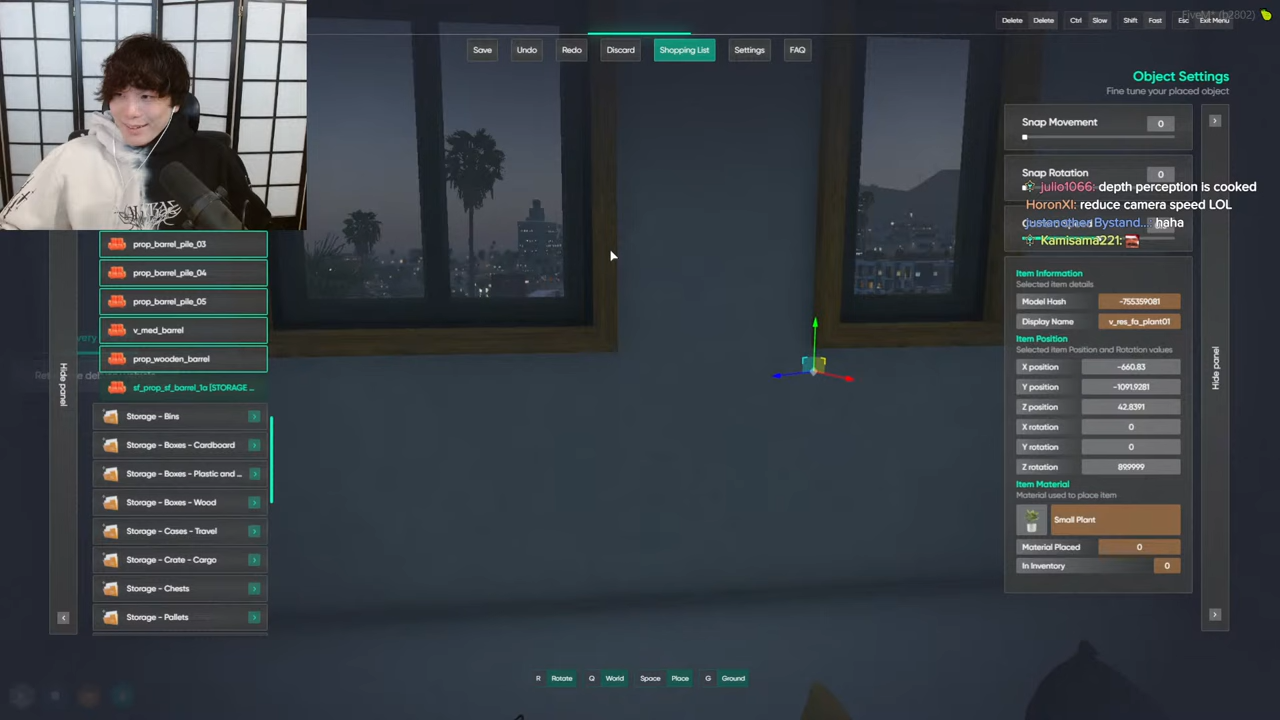 FiveM* (b2802)
Delete Delete Ctrl Slow Shift Fast Esc Exit Menu
Save Undo Redo Discard Shopping List Settings FAQ
Object Settings
Fine tune your placed object
Snap Movement 0
Snap Rotation 0
julio1066: depth perception is cooked
HoronXI: reduce camera speed LOL
justanotherBystand...: haha
Kamisama221:
prop_barrel_pile_03
prop_barrel_pile_04
prop_barrel_pile_05
v_med_barrel
prop_wooden_barrel
sf_prop_sf_barrel_1a [STORAGE ...
Storage - Bins
Storage - Boxes - Cardboard
Storage - Boxes - Plastic and ...
Storage - Boxes - Wood
Storage - Cases - Travel
Storage - Crate - Cargo
Storage - Chests
Storage - Pallets
Hide panel
Item Information
Selected item details
Model Hash -755359081
Display Name v_res_fa_plant01
Item Position
Selected item Position and Rotation values
X position -660.83
Y position -1091.9281
Z position 42.8391
X rotation 0
Y rotation 0
Z rotation 89.9999
Item Material
Material used to place item
Small Plant
Material Placed 0
In Inventory 0
Hide panel
R Rotate Q World Space Place G Ground